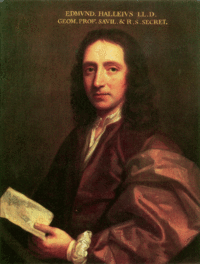 EDMVND. HALLEIVS LL.D.
GEOM. PROF. SAVIL. & R.S. SECRET.